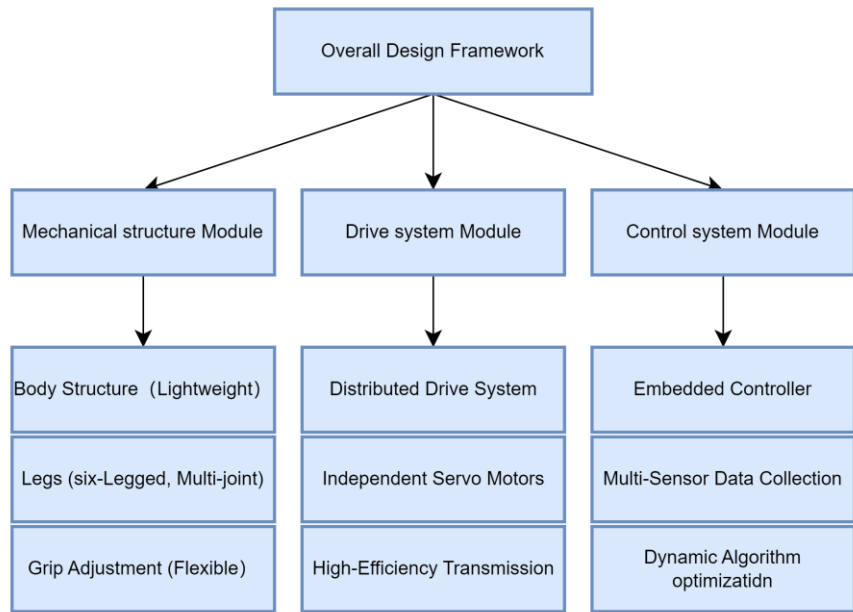 Overall Design Framework
Mechanical structure Module
Drive system Module
Control system Module
Body Structure（Lightweight）
Distributed Drive System
Embedded Controller
Legs (six-Legged, Multi-joint)
Independent Servo Motors
Multi-Sensor Data Collection
Grip Adjustment (Flexible）
High-Efficiency Transmission
Dynamic Algorithm
optimizatidn